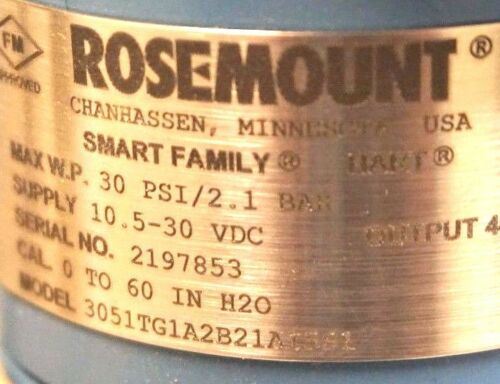 FM
APPROVED
ROSEMOUNT®
CHANHASSEN, MINNESOTA USA
SMART FAMILY® HART®
MAX W.P. 30 PSI/2.1 BAR
SUPPLY 10.5-30 VDC OUTPUT 4
SERIAL NO. 2197853
CAL. 0 TO 60 IN H2O
MODEL